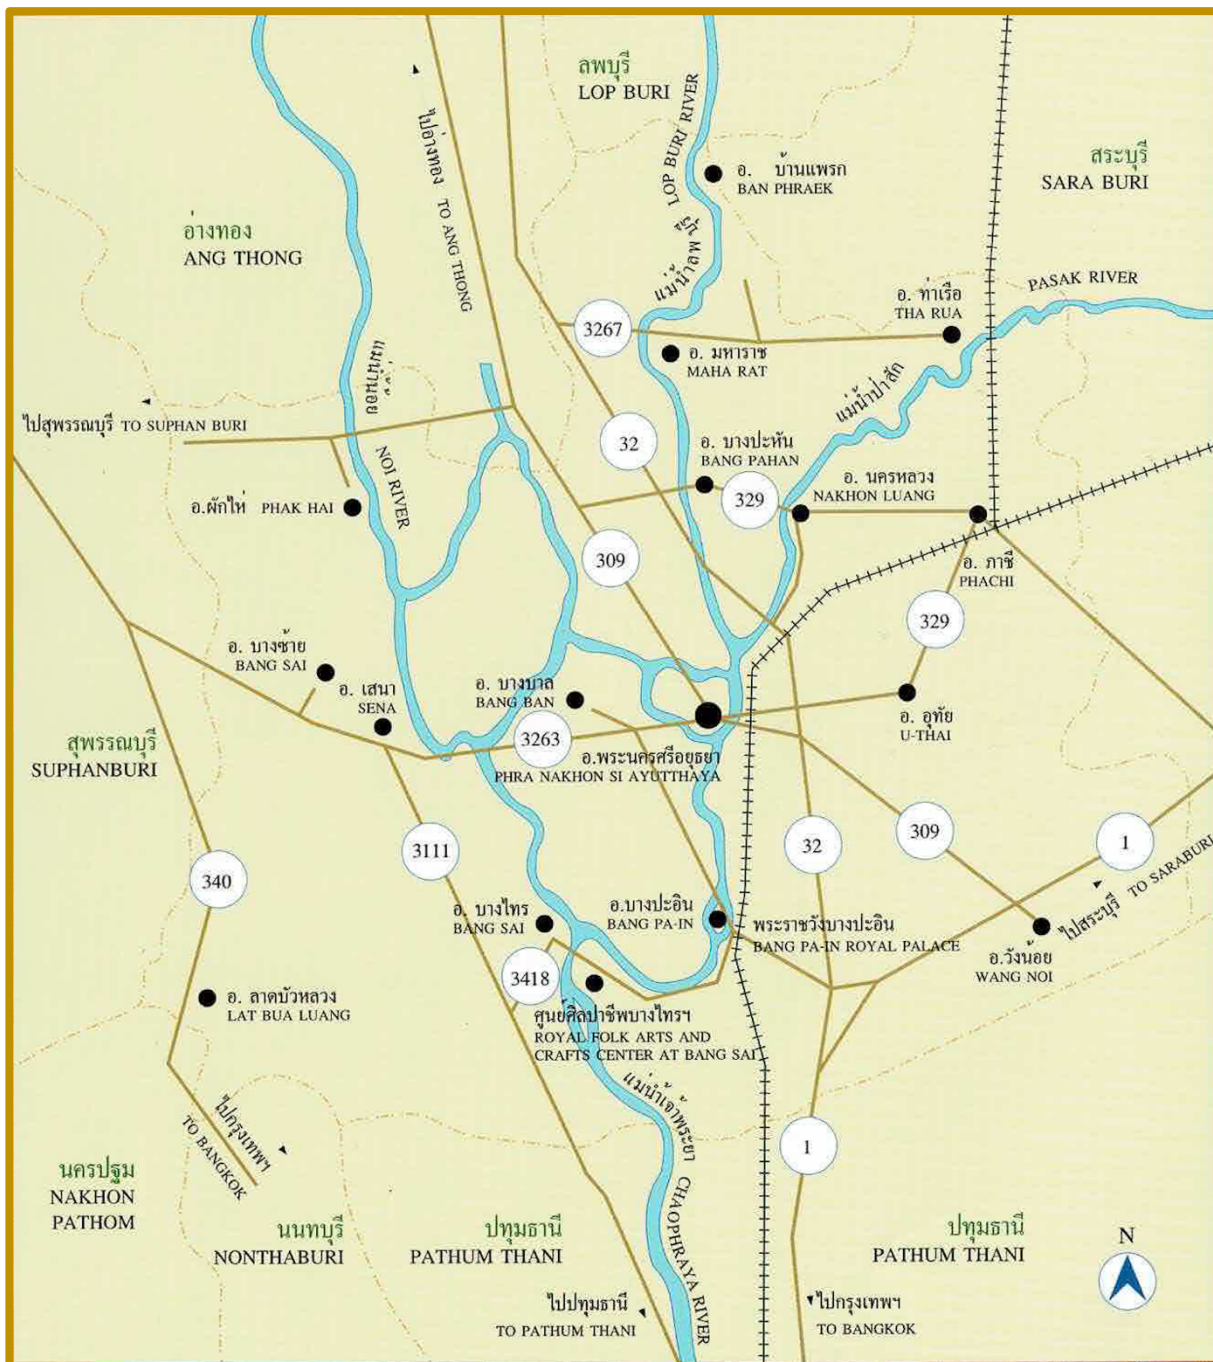 ลพบุรี
LOP BURI
ไปอ่างทอง TO ANG THONG
แม่น้ำลพบุรี LOP BURI RIVER
อ. บ้านแพรก
BAN PHRAEK
สระบุรี
SARA BURI
อ่างทอง
ANG THONG
PASAK RIVER
อ. ท่าเรือ
THA RUA
3267
อ. มหาราช
MAHA RAT
แม่น้ำน้อย
NOI RIVER
แม่น้ำป่าสัก
ไปสุพรรณบุรี TO SUPHAN BURI
32
อ. บางปะหัน
BANG PAHAN
329
อ. นครหลวง
NAKHON LUANG
อ.ผักไห่ PHAK HAI
309
อ. ภาชี
PHACHI
329
อ. บางซ้าย
BANG SAI
อ. เสนา
SENA
อ. บางบาล
BANG BAN
อ. อุทัย
U-THAI
สุพรรณบุรี
SUPHANBURI
3263
อ.พระนครศรีอยุธยา
PHRA NAKHON SI AYUTTHAYA
3111
32
309
1
ไปสระบุรี TO SARABURI
340
อ. บางไทร
BANG SAI
อ.บางปะอิน
BANG PA-IN
พระราชวังบางปะอิน
BANG PA-IN ROYAL PALACE
อ.วังน้อย
WANG NOI
3418
อ. ลาดบัวหลวง
LAT BUA LUANG
ศูนย์ศิลปาชีพบางไทรฯ
ROYAL FOLK ARTS AND
CRAFTS CENTER AT BANG SAI
แม่น้ำเจ้าพระยา CHAOPHRAYA RIVER
ไปกรุงเทพฯ
TO BANGKOK
1
นครปฐม
NAKHON
PATHOM
นนทบุรี
NONTHABURI
ปทุมธานี
PATHUM THANI
ปทุมธานี
PATHUM THANI
N
ไปปทุมธานี
TO PATHUM THANI
ไปกรุงเทพฯ
TO BANGKOK